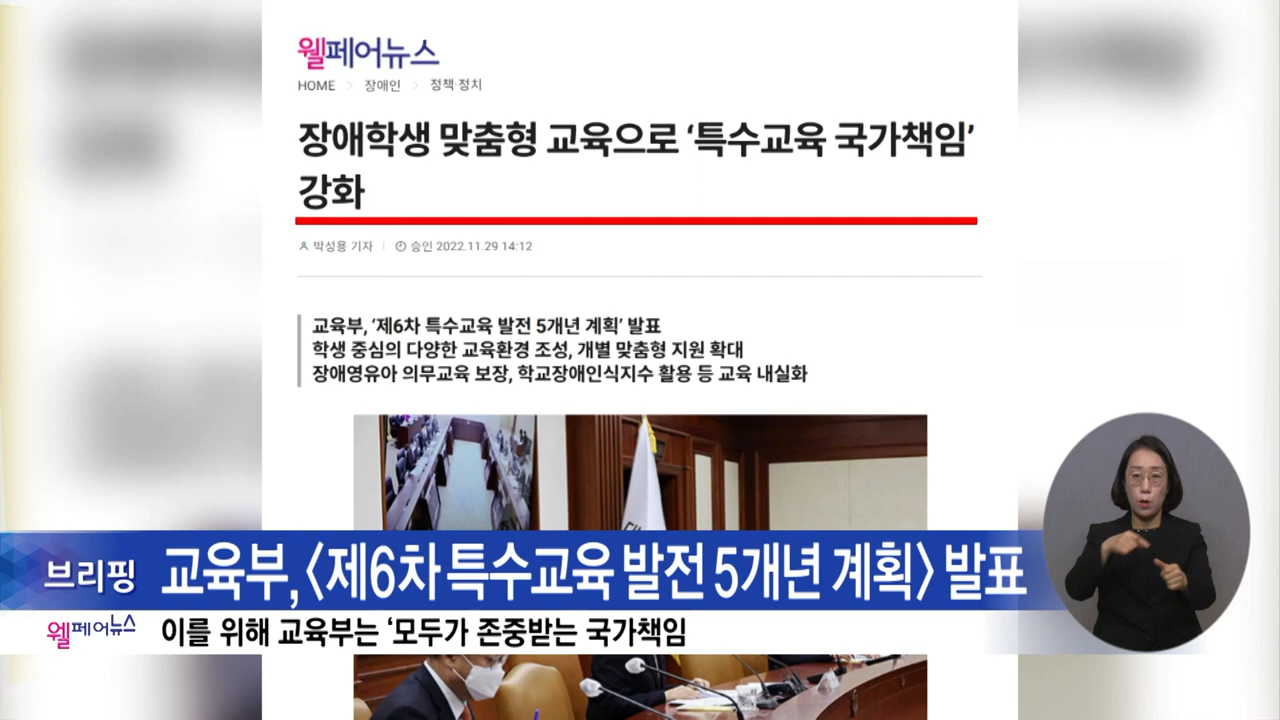 웰페어뉴스
HOME > 장애인 > 정책·정치
장애학생 맞춤형 교육으로 ‘특수교육 국가책임’
강화
박성용 기자 | 승인 2022.11.29 14:12
교육부, ‘제6차 특수교육 발전 5개년 계획’ 발표
학생 중심의 다양한 교육환경 조성, 개별 맞춤형 지원 확대
장애영유아 의무교육 보장, 학교장애인식지수 활용 등 교육 내실화
브리핑 교육부, <제6차 특수교육 발전 5개년 계획> 발표
웰페어뉴스 이를 위해 교육부는 ‘모두가 존중받는 국가책임